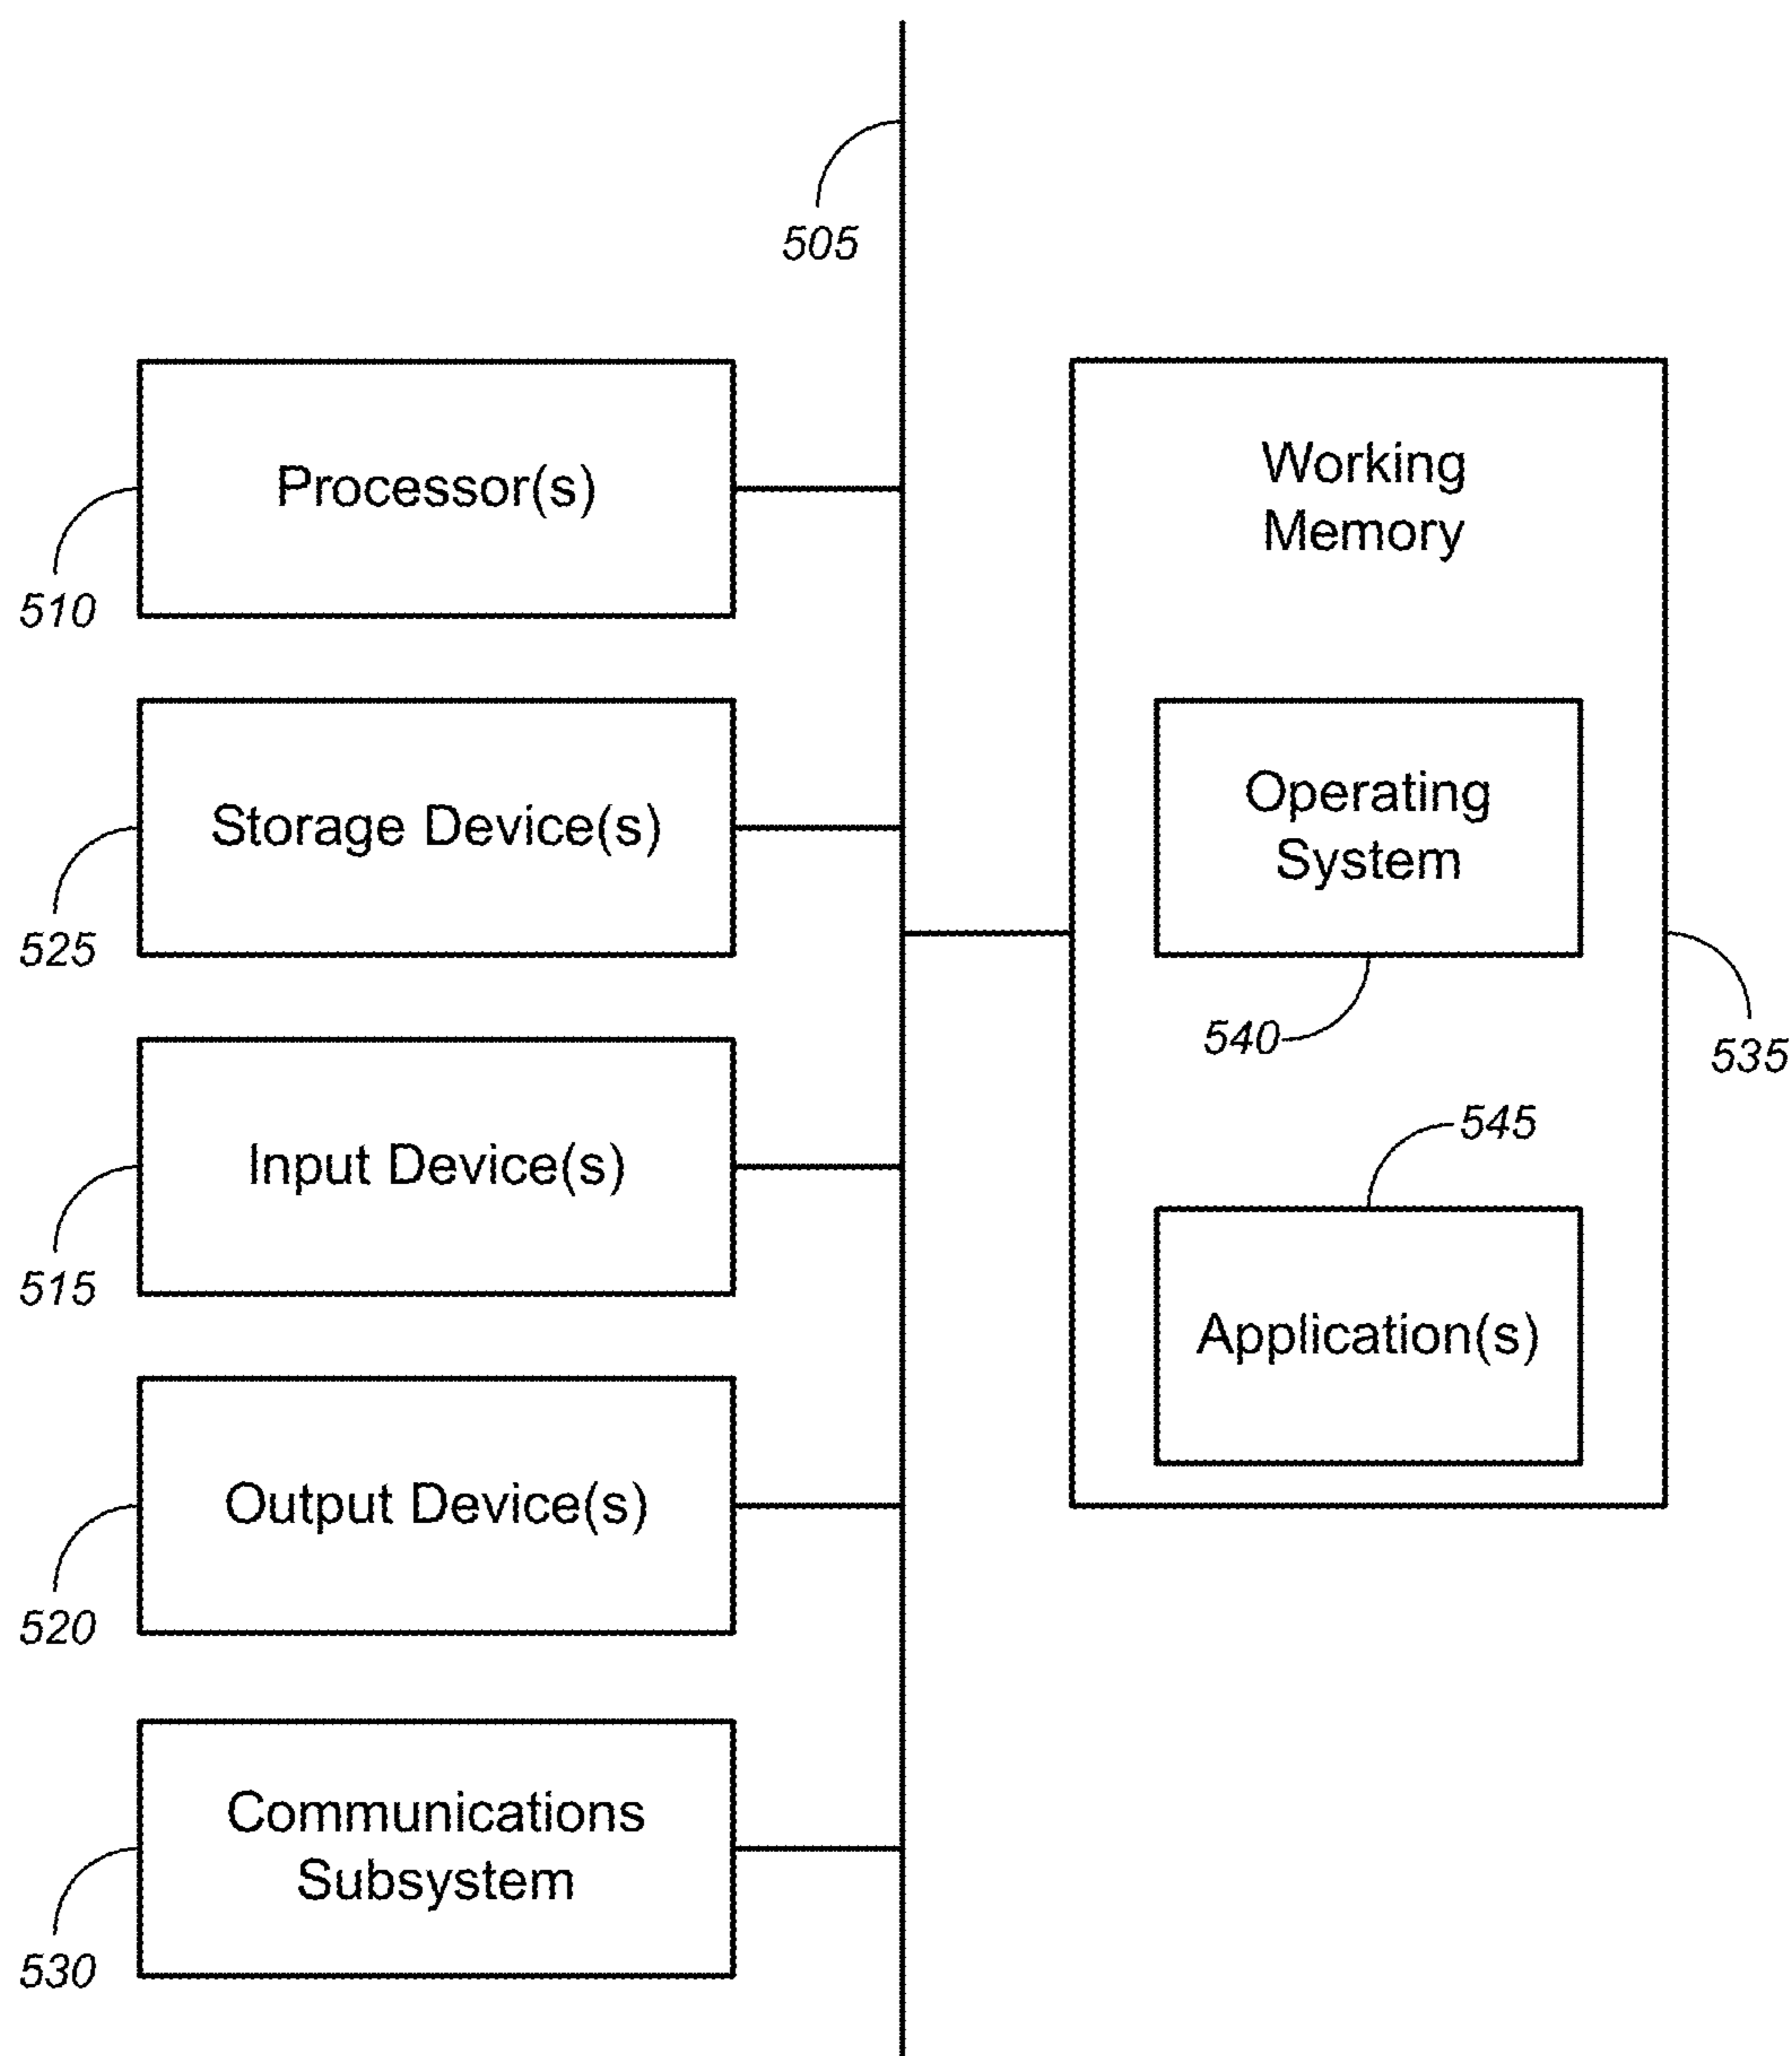 505
Processor(s)
510
Storage Device(s)
525
Input Device(s)
515
Output Device(s)
520
Communications
Subsystem
530
Working
Memory
Operating
System
540
535
545
Application(s)